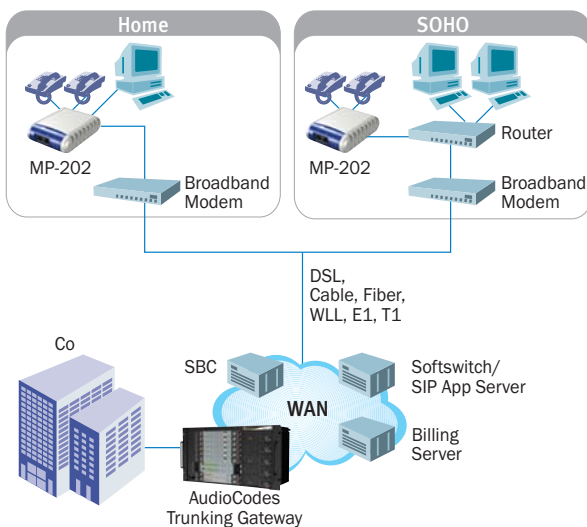 Home
SOHO
MP-202
Broadband
Modem
MP-202
Router
Broadband
Modem
DSL,
Cable, Fiber,
WLL, E1, T1
Co
SBC
WAN
Softswitch/
SIP App Server
Billing
Server
AudioCodes
Trunking Gateway